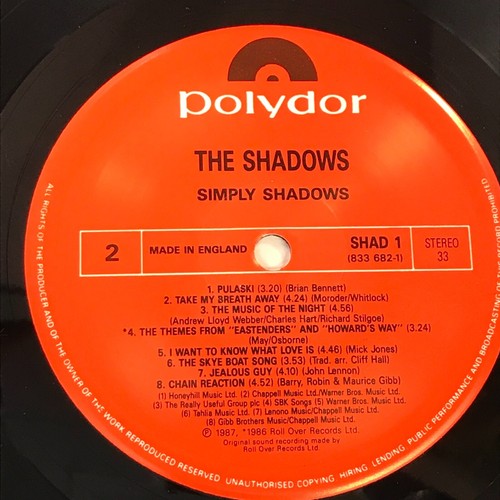 polydor
THE SHADOWS
SIMPLY SHADOWS
2
MADE IN ENGLAND
SHAD 1
(833 682-1)
STEREO
33
1. PULASKI (3.20) (Brian Bennett)
2. TAKE MY BREATH AWAY (4.24) (Moroder/Whitlock)
3. THE MUSIC OF THE NIGHT (4.56)
(Andrew Lloyd Webber/Charles Hart/Richard Stilgoe)
*4. THE THEMES FROM "EASTENDERS" AND "HOWARD'S WAY" (3.24)
(May/Osborne)
5. I WANT TO KNOW WHAT LOVE IS (4.46) (Mick Jones)
6. THE SKYE BOAT SONG (3.53) (Trad. arr. Cliff Hall)
7. JEALOUS GUY (4.10) (John Lennon)
8. CHAIN REACTION (4.52) (Barry, Robin & Maurice Gibb)
(1) Honeyhill Music Ltd. (2) Chappell Music Ltd./Warner Bros. Music Ltd.
(3) The Really Useful Group plc (4) SBK Songs (5) Warner Bros. Music Ltd.
(6) Tahlia Music Ltd. (7) Lenono Music/Chappell Music Ltd.
(8) Gibb Brothers Music/Chappell Music Ltd.
℗ 1987, *1986 Roll Over Records Ltd.
Original sound recording made by
Roll Over Records Ltd.
ALL RIGHTS OF THE PRODUCER AND OF THE OWNER OF THE WORK REPRODUCED RESERVED UNAUTHORISED COPYING, HIRING, LENDING, PUBLIC PERFORMANCE AND BROADCASTING OF THIS RECORD PROHIBITED